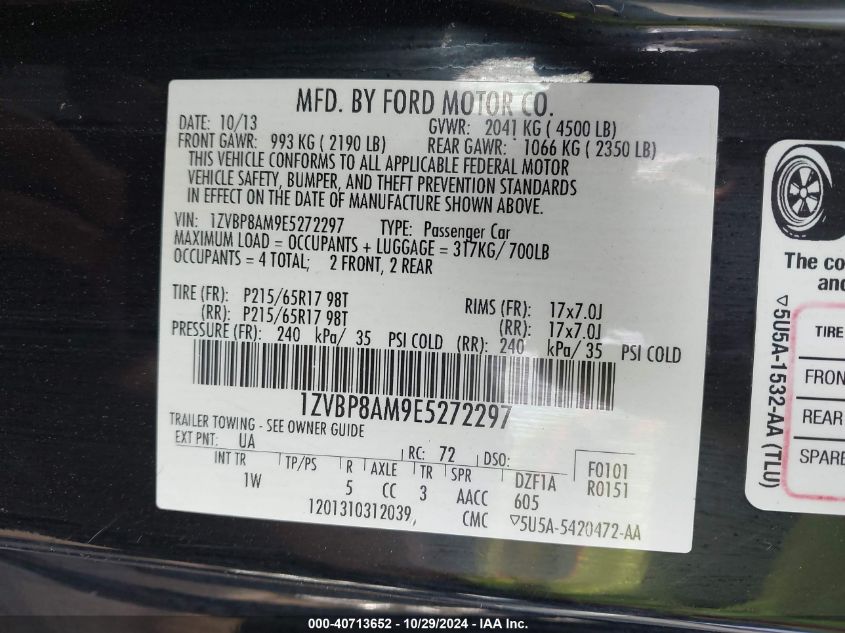 MFD. BY FORD MOTOR CO.
DATE: 10/13 GVWR: 2041 KG ( 4500 LB)
FRONT GAWR: 993 KG ( 2190 LB) REAR GAWR: 1066 KG ( 2350 LB)
THIS VEHICLE CONFORMS TO ALL APPLICABLE FEDERAL MOTOR
VEHICLE SAFETY, BUMPER, AND THEFT PREVENTION STANDARDS
IN EFFECT ON THE DATE OF MANUFACTURE SHOWN ABOVE.
VIN: 1ZVBP8AM9E5272297 TYPE: Passenger Car
MAXIMUM LOAD = OCCUPANTS + LUGGAGE = 317KG/ 700LB
OCCUPANTS = 4 TOTAL; 2 FRONT, 2 REAR
TIRE (FR): P215/65R17 98T RIMS (FR): 17x7.0J
(RR): P215/65R17 98T (RR): 17x7.0J
PRESSURE (FR): 240 kPa/ 35 PSI COLD (RR): 240 kPa/ 35 PSI COLD
1ZVBP8AM9E5272297
TRAILER TOWING - SEE OWNER GUIDE
EXT PNT: UA RC: 72 DSO: F0101
INT TR TP/PS R AXLE TR SPR DZF1A R0151
1W 5 CC 3 AACC 605
1201310312039, CMC ▽5U5A-5420472-AA
The co
an
▽5U5A-1532-AA (TLU)
TIRE
FRON
REAR
SPARE
000-40713652 - 10/29/2024 - IAA Inc.